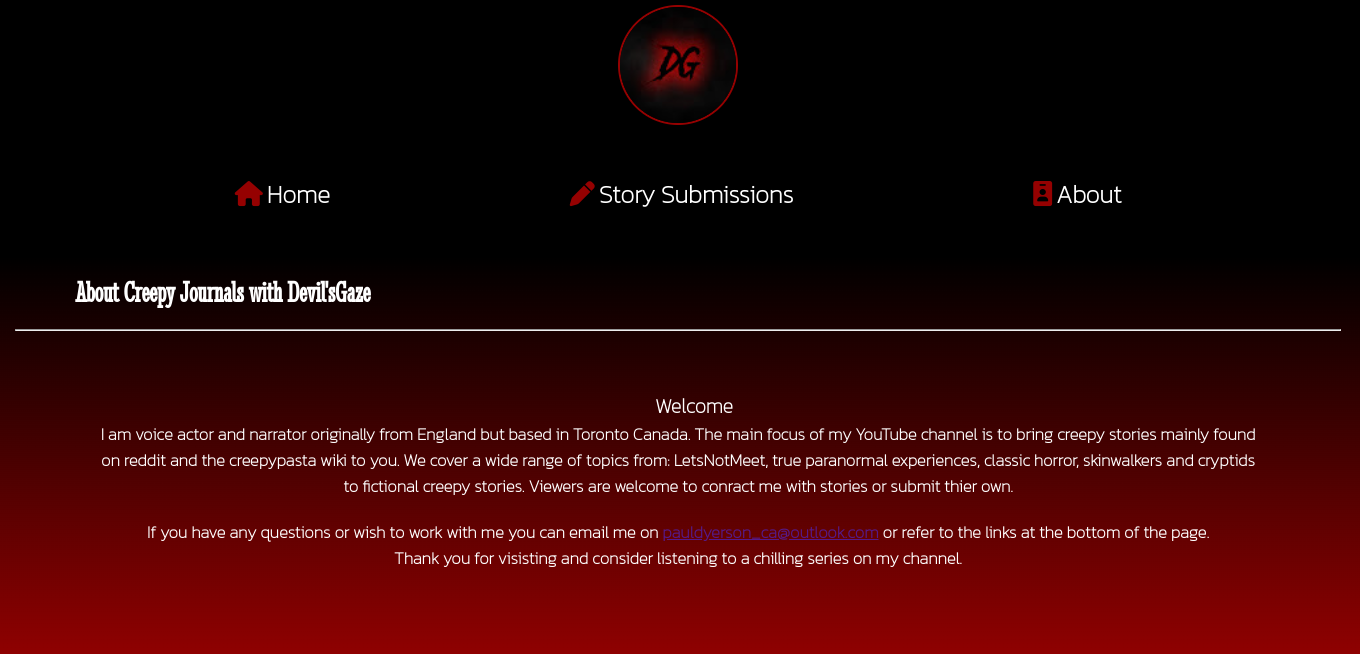 DG
Home
Story Submissions
About
About Creepy Journals with Devil'sGaze
Welcome
I am voice actor and narrator originally from England but based in Toronto Canada. The main focus of my YouTube channel is to bring creepy stories mainly found
on reddit and the creepypasta wiki to you. We cover a wide range of topics from: LetsNotMeet, true paranormal experiences, classic horror, skinwalkers and cryptids
to fictional creepy stories. Viewers are welcome to conract me with stories or submit thier own.
If you have any questions or wish to work with me you can email me on pauldyerson_ca@outlook.com or refer to the links at the bottom of the page.
Thank you for visisting and consider listening to a chilling series on my channel.